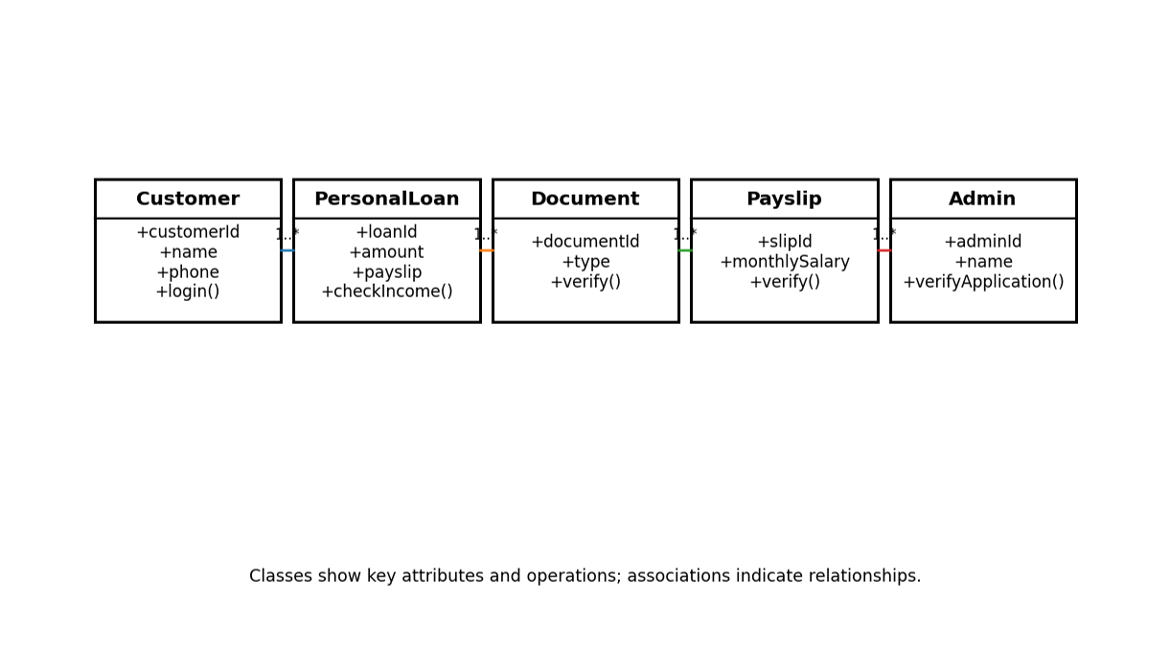 Customer
+customerId
+name
+phone
+login()
1..*
PersonalLoan
+loanId
+amount
+payslip
+checkIncome()
1..*
Document
+documentId
+type
+verify()
1..*
Payslip
+slipId
+monthlySalary
+verify()
1..*
Admin
+adminId
+name
+verifyApplication()
Classes show key attributes and operations; associations indicate relationships.